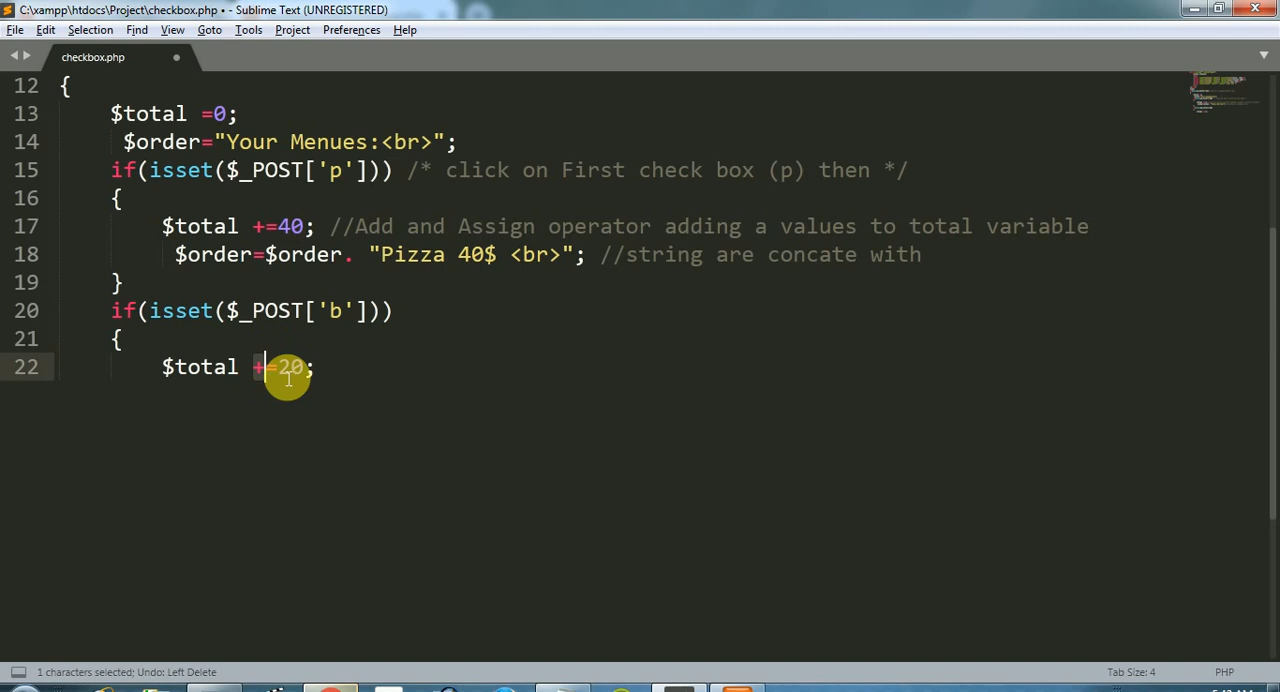 C:\xampp\htdocs\Project\checkbox.php • - Sublime Text (UNREGISTERED)
File Edit Selection Find View Goto Tools Project Preferences Help
checkbox.php
12 {
13 $total =0;
14 $order="Your Menues:<br>";
15 if(isset($_POST['p'])) /* click on First check box (p) then */
16 {
17 $total +=40; //Add and Assign operator adding a values to total variable
18 $order=$order. "Pizza 40$ <br>"; //string are concate with
19 }
20 if(isset($_POST['b']))
21 {
22 $total +=20;
1 characters selected; Undo: Left Delete Tab Size: 4 PHP